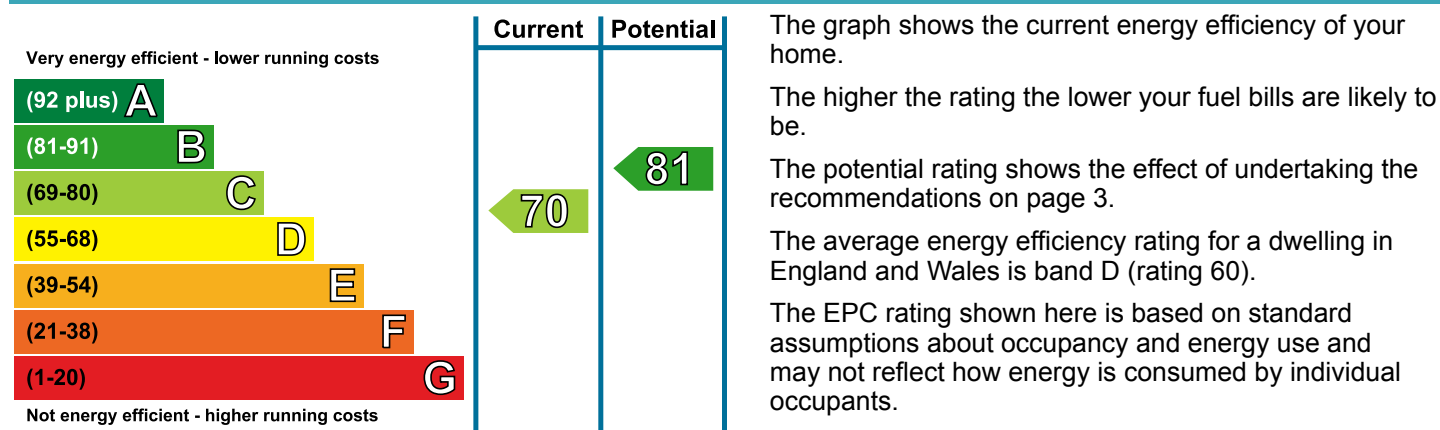 Current Potential
Very energy efficient - lower running costs
(92 plus) A
(81-91) B
(69-80) C
(55-68) D
(39-54) E
(21-38) F
(1-20) G
Not energy efficient - higher running costs
70
81
The graph shows the current energy efficiency of your
home.
The higher the rating the lower your fuel bills are likely to
be.
The potential rating shows the effect of undertaking the
recommendations on page 3.
The average energy efficiency rating for a dwelling in
England and Wales is band D (rating 60).
The EPC rating shown here is based on standard
assumptions about occupancy and energy use and
may not reflect how energy is consumed by individual
occupants.